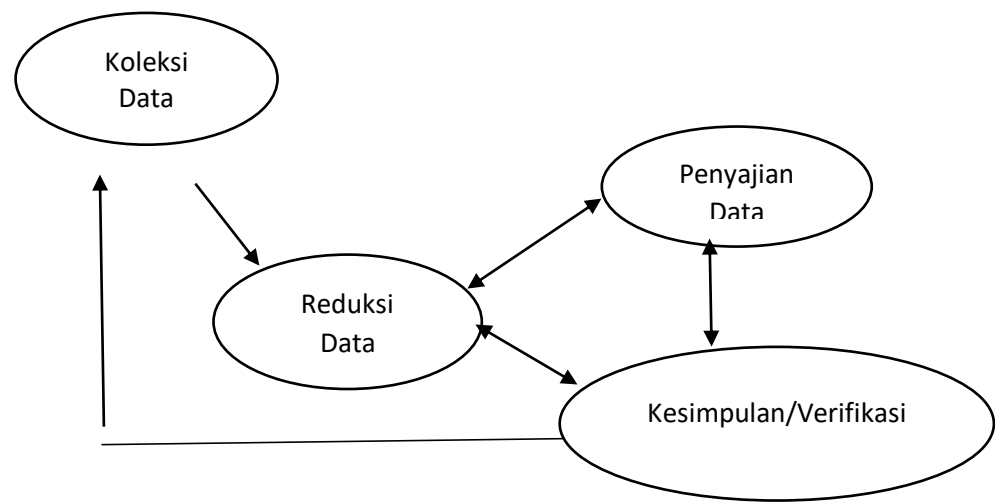 Koleksi
Data
Penyajian
Data
Reduksi
Data
Kesimpulan/Verifikasi